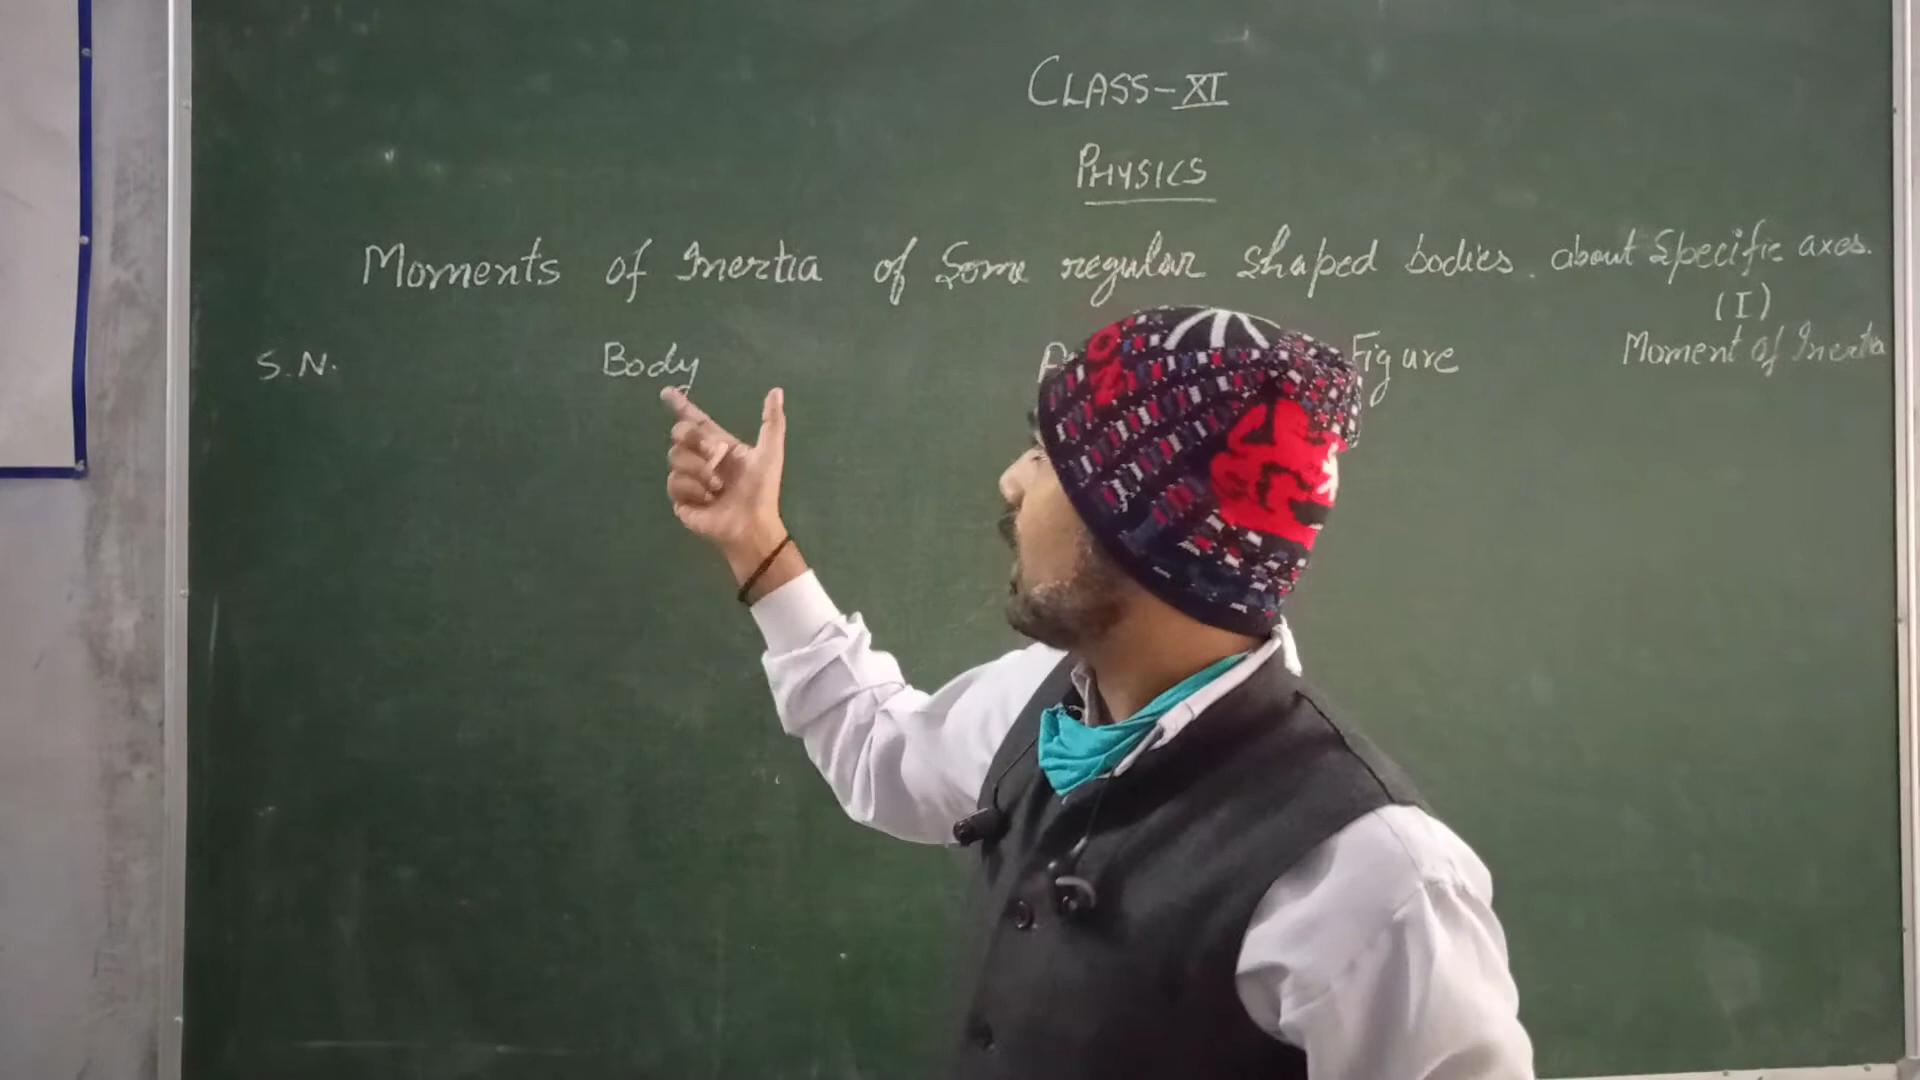 CLASS-XI
PHYSICS
Moments of Inertia of Some regular shaped bodies. about Specific axes.
(I)
S.N. Body Figure Moment of Inertia